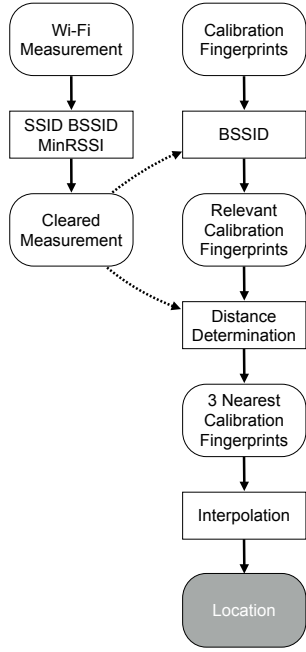 Wi-Fi
Measurement
SSID BSSID
MinRSSI
Cleared
Measurement
Calibration
Fingerprints
BSSID
Relevant
Calibration
Fingerprints
Distance
Determination
3 Nearest
Calibration
Fingerprints
Interpolation
Location